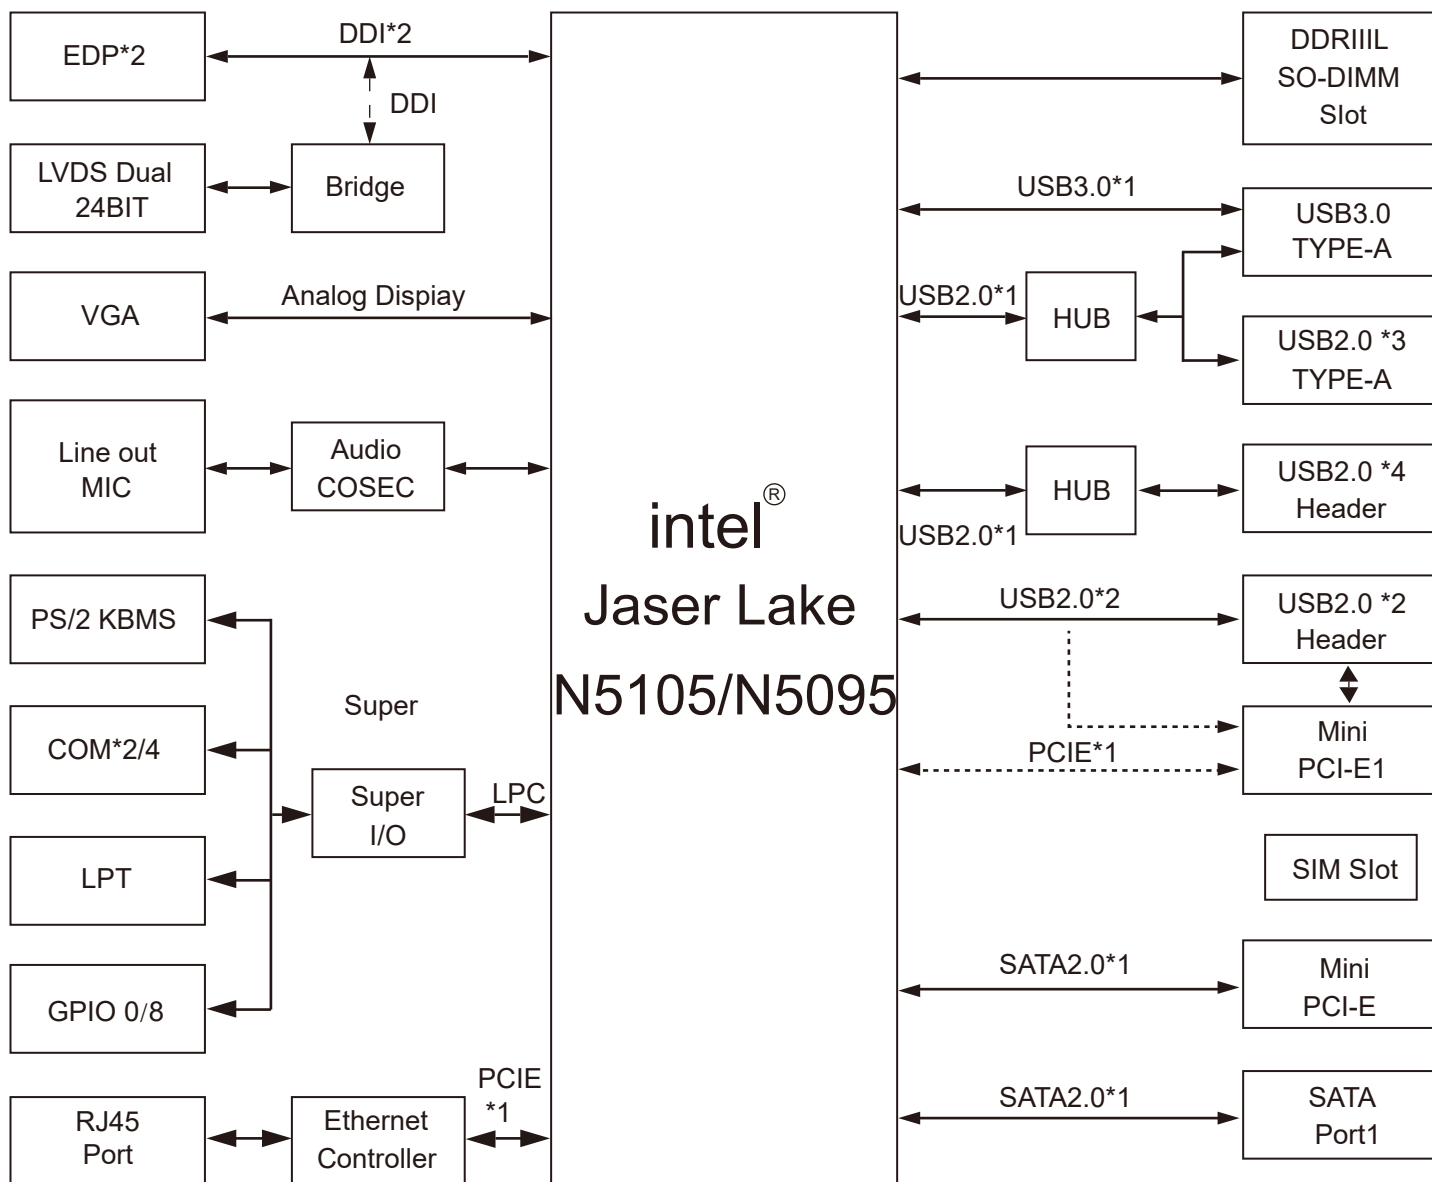 EDP*2
DDI*2
DDI
LVDS Dual
24BIT
Bridge
VGA
Analog Dispiay
Line out
MIC
Audio
COSEC
PS/2 KBMS
Super
COM*2/4
Super
I/O
LPC
LPT
GPIO 0/8
RJ45
Port
Ethernet
Controller
PCIE
*1
intel®
Jaser Lake
N5105/N5095
DDRIIIL
SO-DIMM
Slot
USB3.0*1
USB3.0
TYPE-A
USB2.0*1
HUB
USB2.0 *3
TYPE-A
USB2.0*1
HUB
USB2.0 *4
Header
USB2.0*2
USB2.0 *2
Header
PCIE*1
Mini
PCI-E1
SIM Slot
SATA2.0*1
Mini
PCI-E
SATA2.0*1
SATA
Port1